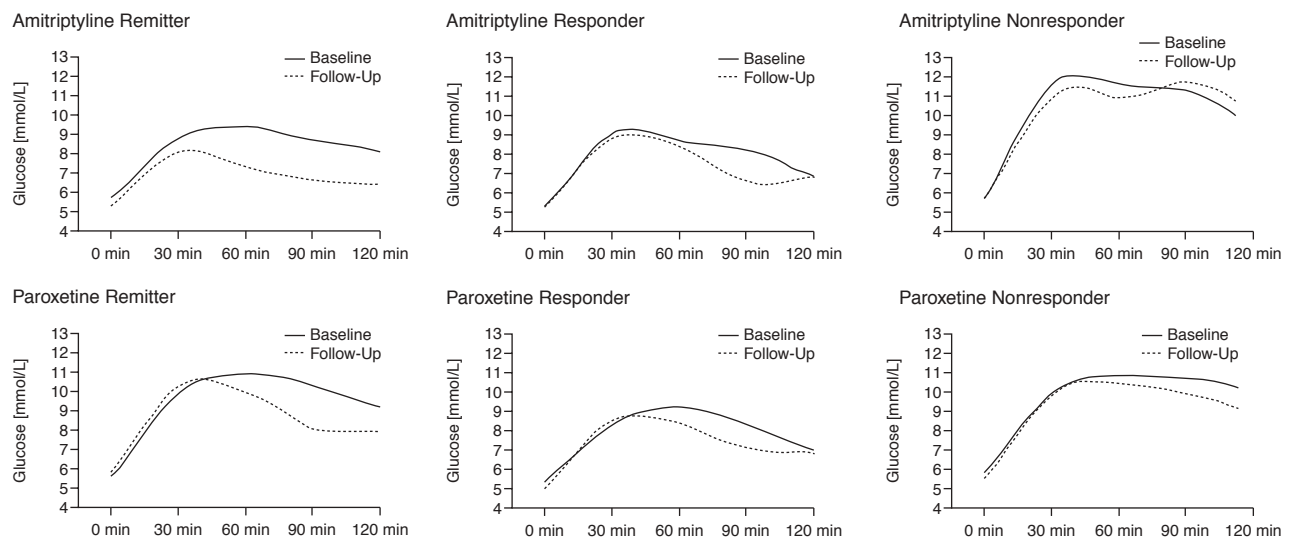 Amitriptyline Remitter
Baseline
Follow-Up
Glucose [mmol/L]
13
12
11
10
9
8
7
6
5
4
0 min 30 min 60 min 90 min 120 min
Amitriptyline Responder
Baseline
Follow-Up
Glucose [mmol/L]
13
12
11
10
9
8
7
6
5
4
0 min 30 min 60 min 90 min 120 min
Amitriptyline Nonresponder
Baseline
Follow-Up
Glucose [mmol/L]
13
12
11
10
9
8
7
6
5
4
0 min 30 min 60 min 90 min 120 min
Paroxetine Remitter
Baseline
Follow-Up
Glucose [mmol/L]
13
12
11
10
9
8
7
6
5
4
0 min 30 min 60 min 90 min 120 min
Paroxetine Responder
Baseline
Follow-Up
Glucose [mmol/L]
13
12
11
10
9
8
7
6
5
4
0 min 30 min 60 min 90 min 120 min
Paroxetine Nonresponder
Baseline
Follow-Up
Glucose [mmol/L]
13
12
11
10
9
8
7
6
5
4
0 min 30 min 60 min 90 min 120 min